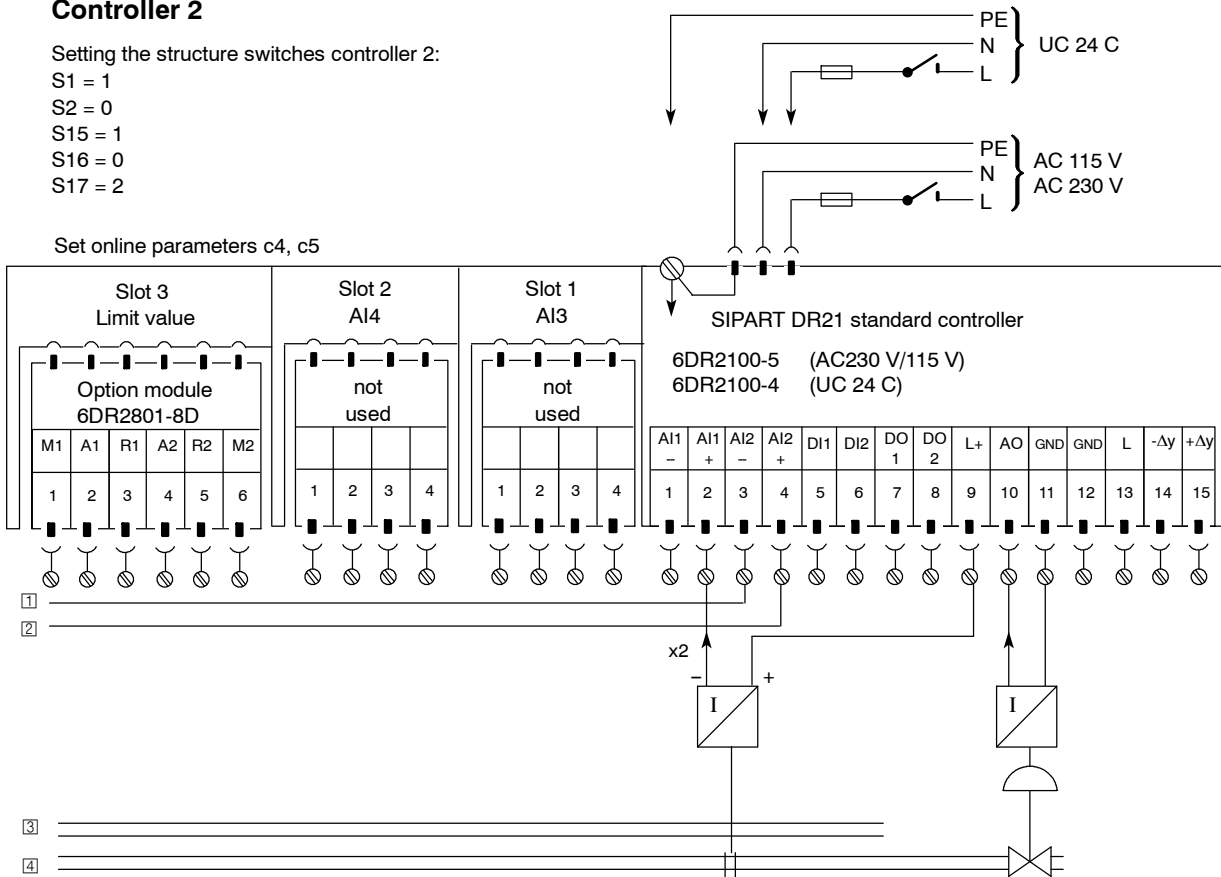 Controller 2
Setting the structure switches controller 2:
S1 = 1
S2 = 0
S15 = 1
S16 = 0
S17 = 2
Set online parameters c4, c5
PE
N
L
UC 24 C
PE
N
L
AC 115 V
AC 230 V
Slot 3
Limit value
Option module
6DR2801-8D
M1 A1 R1 A2 R2 M2
1 2 3 4 5 6
Slot 2
AI4
not
used
1 2 3 4
Slot 1
AI3
not
used
1 2 3 4
SIPART DR21 standard controller
6DR2100-5 (AC230 V/115 V)
6DR2100-4 (UC 24 C)
AI1 AI1 AI2 AI2 DI1 DI2 DO DO L+ AO GND GND L -Δy +Δy
– + – + 1 2
1 2 3 4 5 6 7 8 9 10 11 12 13 14 15
1
2
x2
– +
I
I
3
4